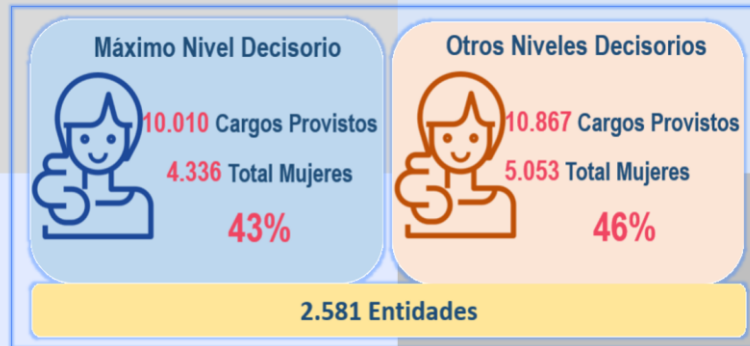 Máximo Nivel Decisorio
10.010 Cargos Provistos
4.336 Total Mujeres
43%
Otros Niveles Decisorios
10.867 Cargos Provistos
5.053 Total Mujeres
46%
2.581 Entidades